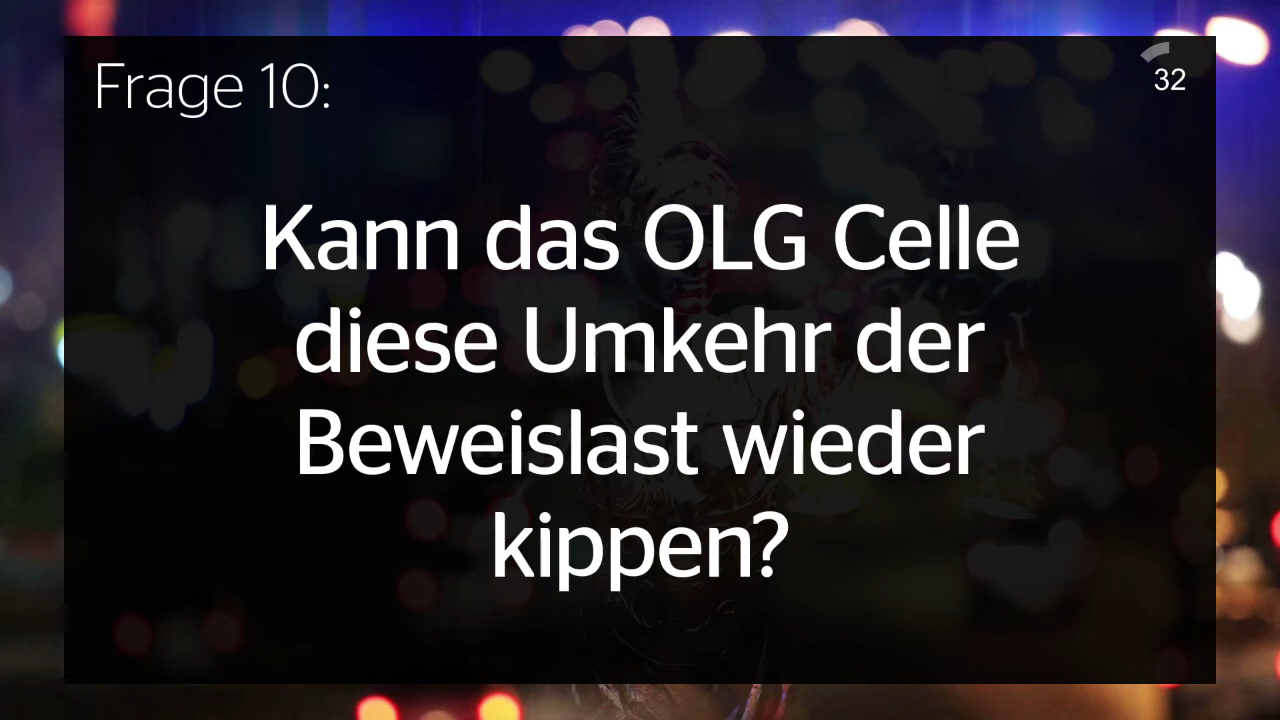 Frage 10:
32
Kann das OLG Celle
diese Umkehr der
Beweislast wieder
kippen?